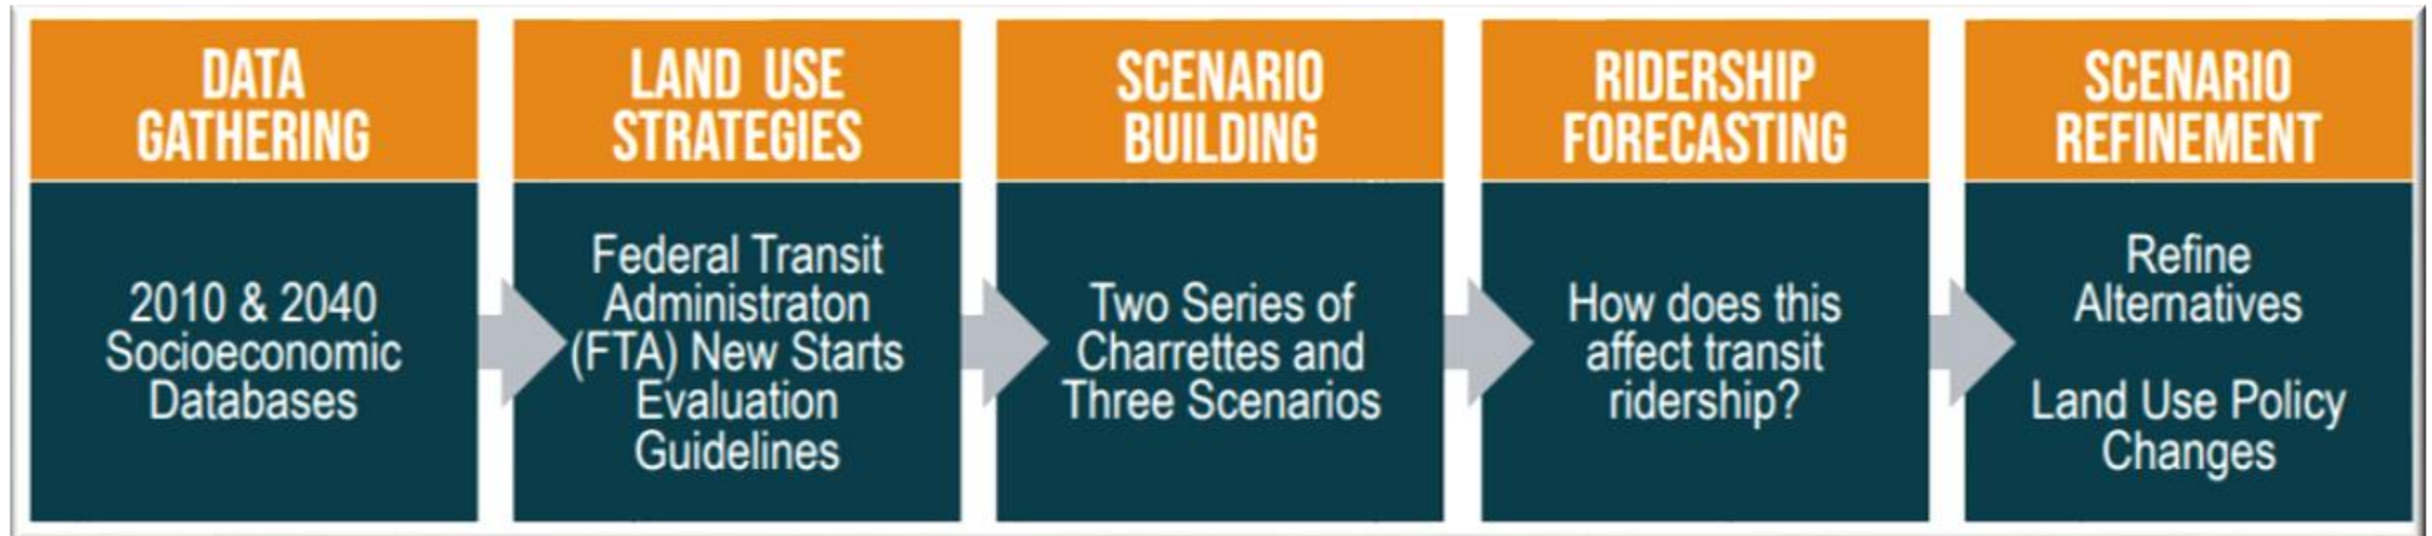 DATA
GATHERING
2010 & 2040
Socioeconomic
Databases
LAND USE
STRATEGIES
Federal Transit
Administraton
(FTA) New Starts
Evaluation
Guidelines
SCENARIO
BUILDING
Two Series of
Charrettes and
Three Scenarios
RIDERSHIP
FORECASTING
How does this
affect transit
ridership?
SCENARIO
REFINEMENT
Refine
Alternatives
Land Use Policy
Changes